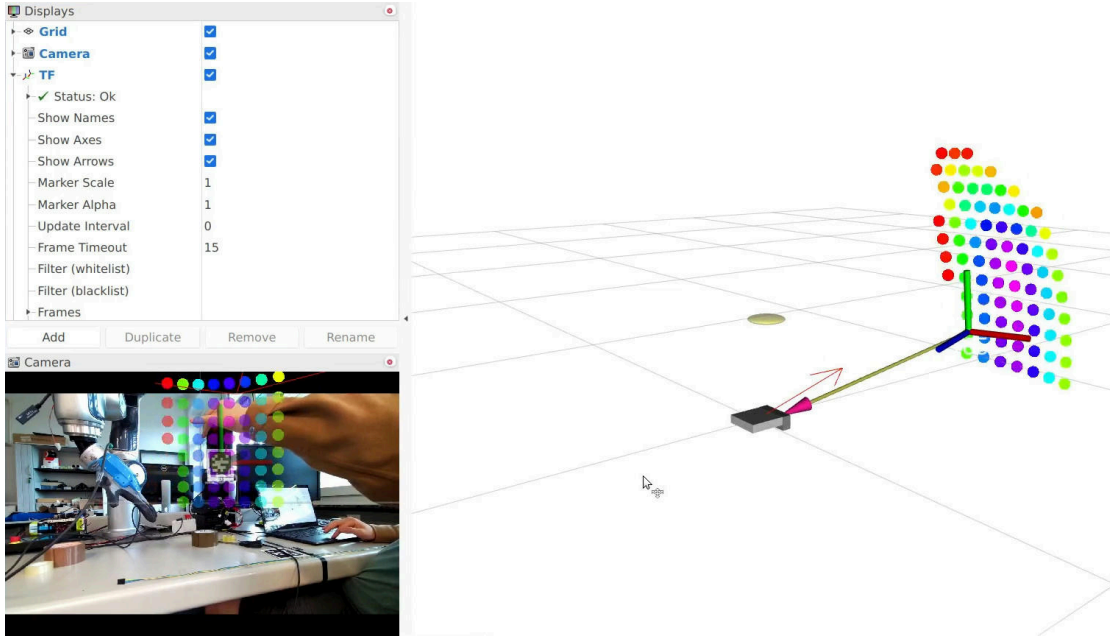 Displays
Grid
Camera
TF
Status: Ok
Show Names
Show Axes
Show Arrows
Marker Scale 1
Marker Alpha 1
Update Interval 0
Frame Timeout 15
Filter (whitelist)
Filter (blacklist)
Frames
Add Duplicate Remove Rename
Camera